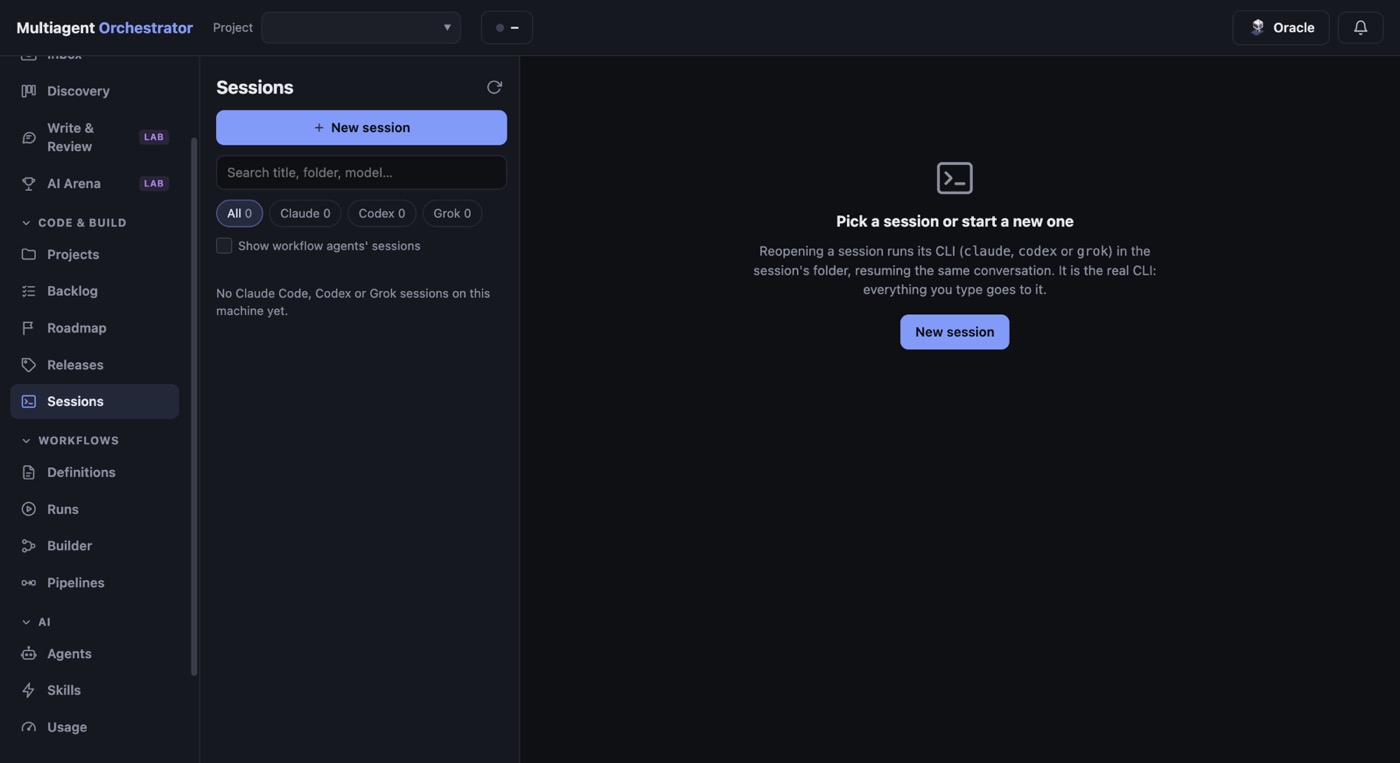 Multiagent Orchestrator
Project
–
Oracle
Inbox
Discovery
Write &
Review
LAB
AI Arena
LAB
CODE & BUILD
Projects
Backlog
Roadmap
Releases
Sessions
WORKFLOWS
Definitions
Runs
Builder
Pipelines
AI
Agents
Skills
Usage
Sessions
+ New session
Search title, folder, model...
All 0
Claude 0
Codex 0
Grok 0
Show workflow agents' sessions
No Claude Code, Codex or Grok sessions on this
machine yet.
Pick a session or start a new one
Reopening a session runs its CLI (claude, codex or grok) in the
session's folder, resuming the same conversation. It is the real CLI:
everything you type goes to it.
New session